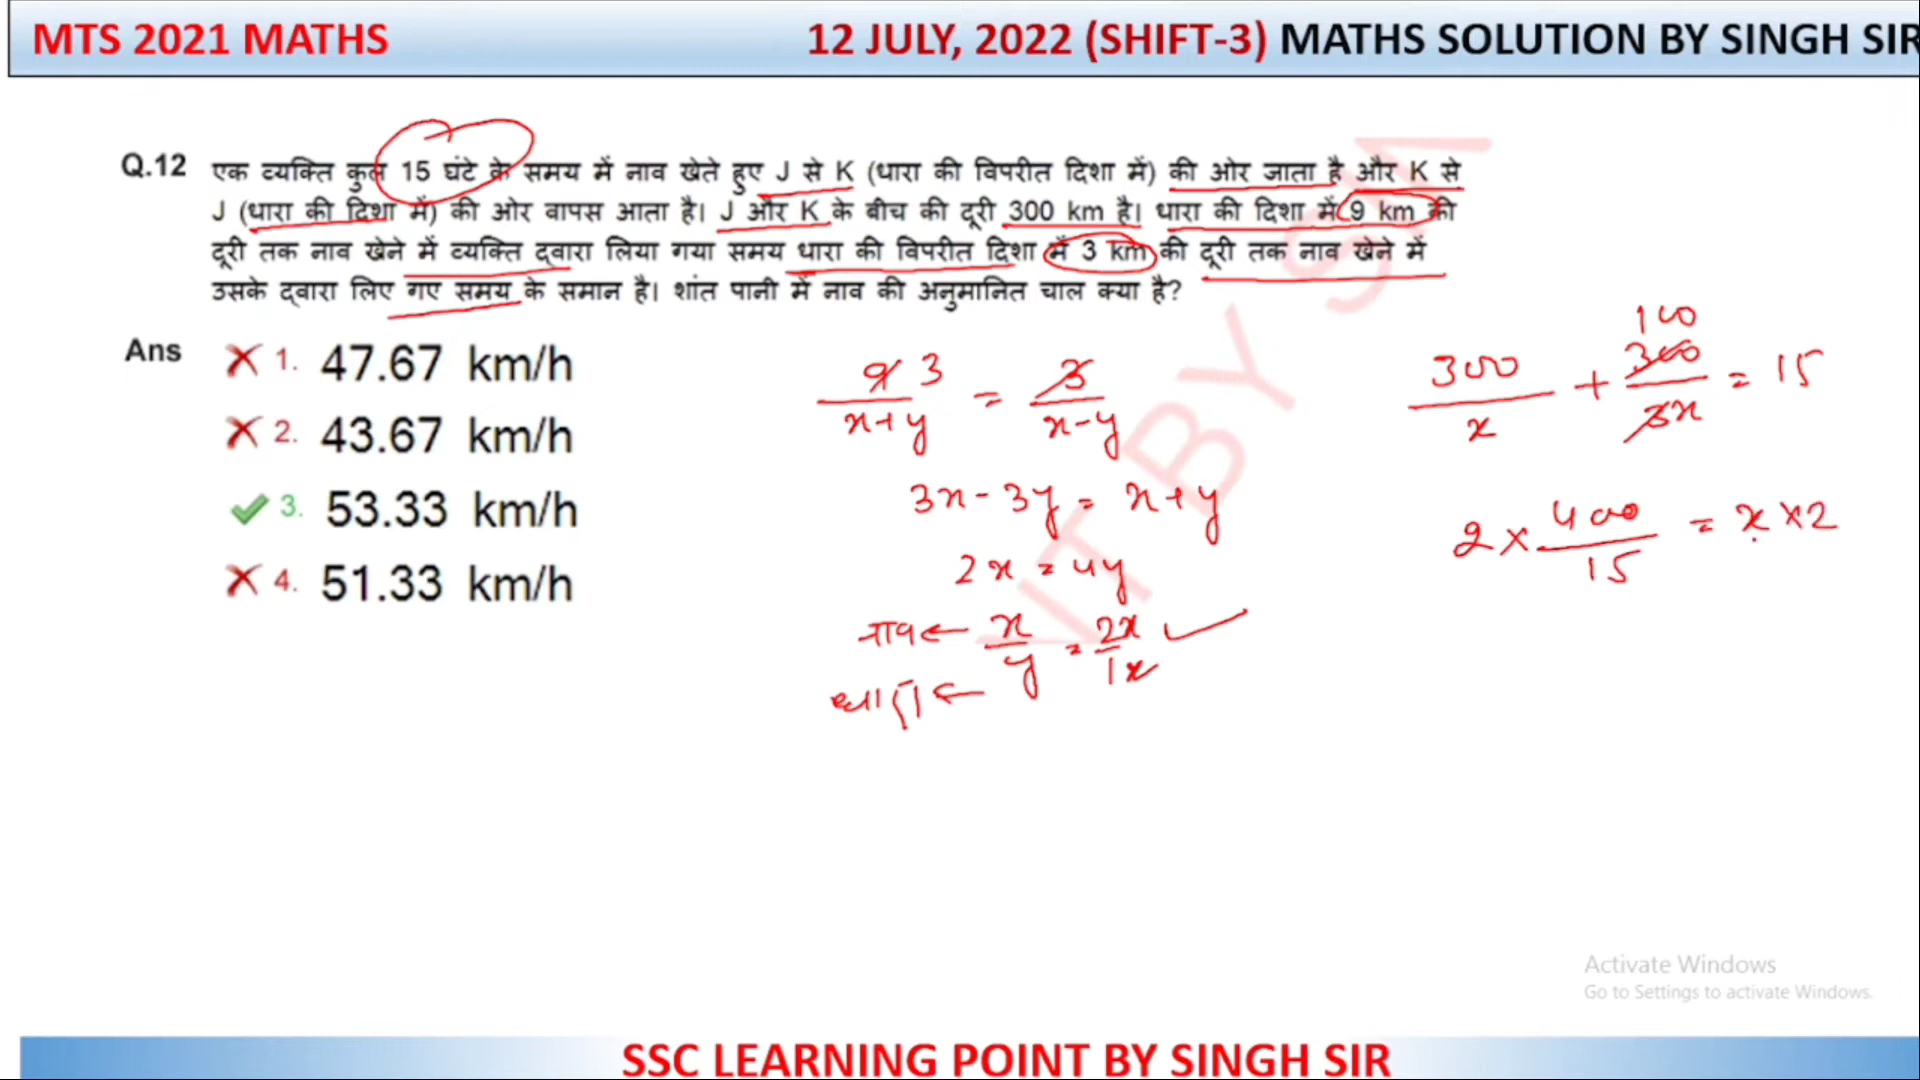 MTS 2021 MATHS
12 JULY, 2022 (SHIFT-3) MATHS SOLUTION BY SINGH SIR
Q.12 एक व्यक्ति कुल 15 घंटे के समय में नाव खेते हुए J से K (धारा की विपरीत दिशा में) की ओर जाता है और K से
J (धारा की दिशा में) की ओर वापस आता है। J और K के बीच की दूरी 300 km है। धारा की दिशा में 9 km की
दूरी तक नाव खेने में व्यक्ति द्वारा लिया गया समय धारा की विपरीत दिशा में 3 km की दूरी तक नाव खेने में
उसके द्वारा लिए गए समय के समान है। शांत पानी में नाव की अनुमानित चाल क्या है?
Ans
1. 47.67 km/h
2. 43.67 km/h
3. 53.33 km/h
4. 51.33 km/h
9 3 / x+y = 3 / x-y
3x - 3y = x+y
2x = 4y
नाव ← x / y = 2x / 1x
धारा ←
300 / x + 300 100 / 3x = 15
2 × 400 / 15 = x × 2
BY
Activate Windows
Go to Settings to activate Windows.
SSC LEARNING POINT BY SINGH SIR